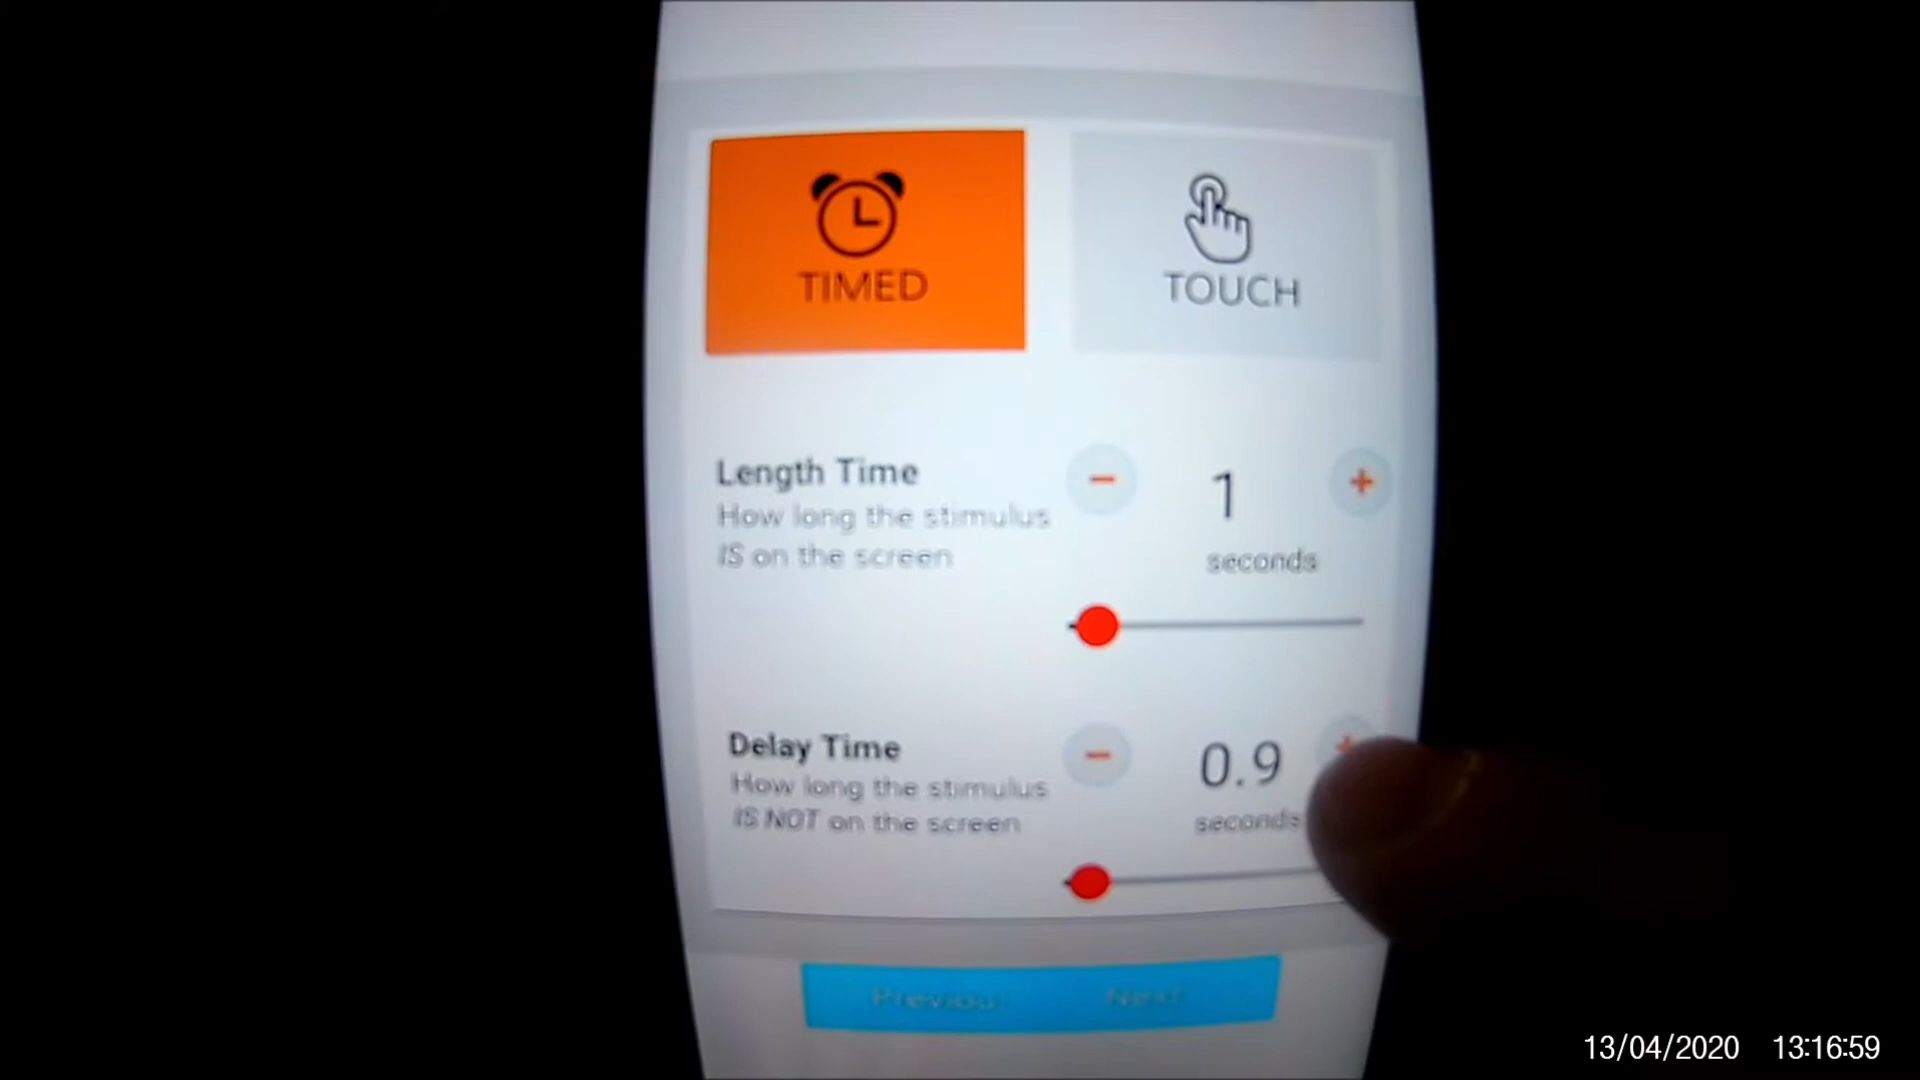 TIMED
TOUCH
Length Time
How long the stimulus
IS on the screen
- 1 +
seconds
Delay Time
How long the stimulus
IS NOT on the screen
- 0.9 +
seconds
Previous Next
13/04/2020 13:16:59